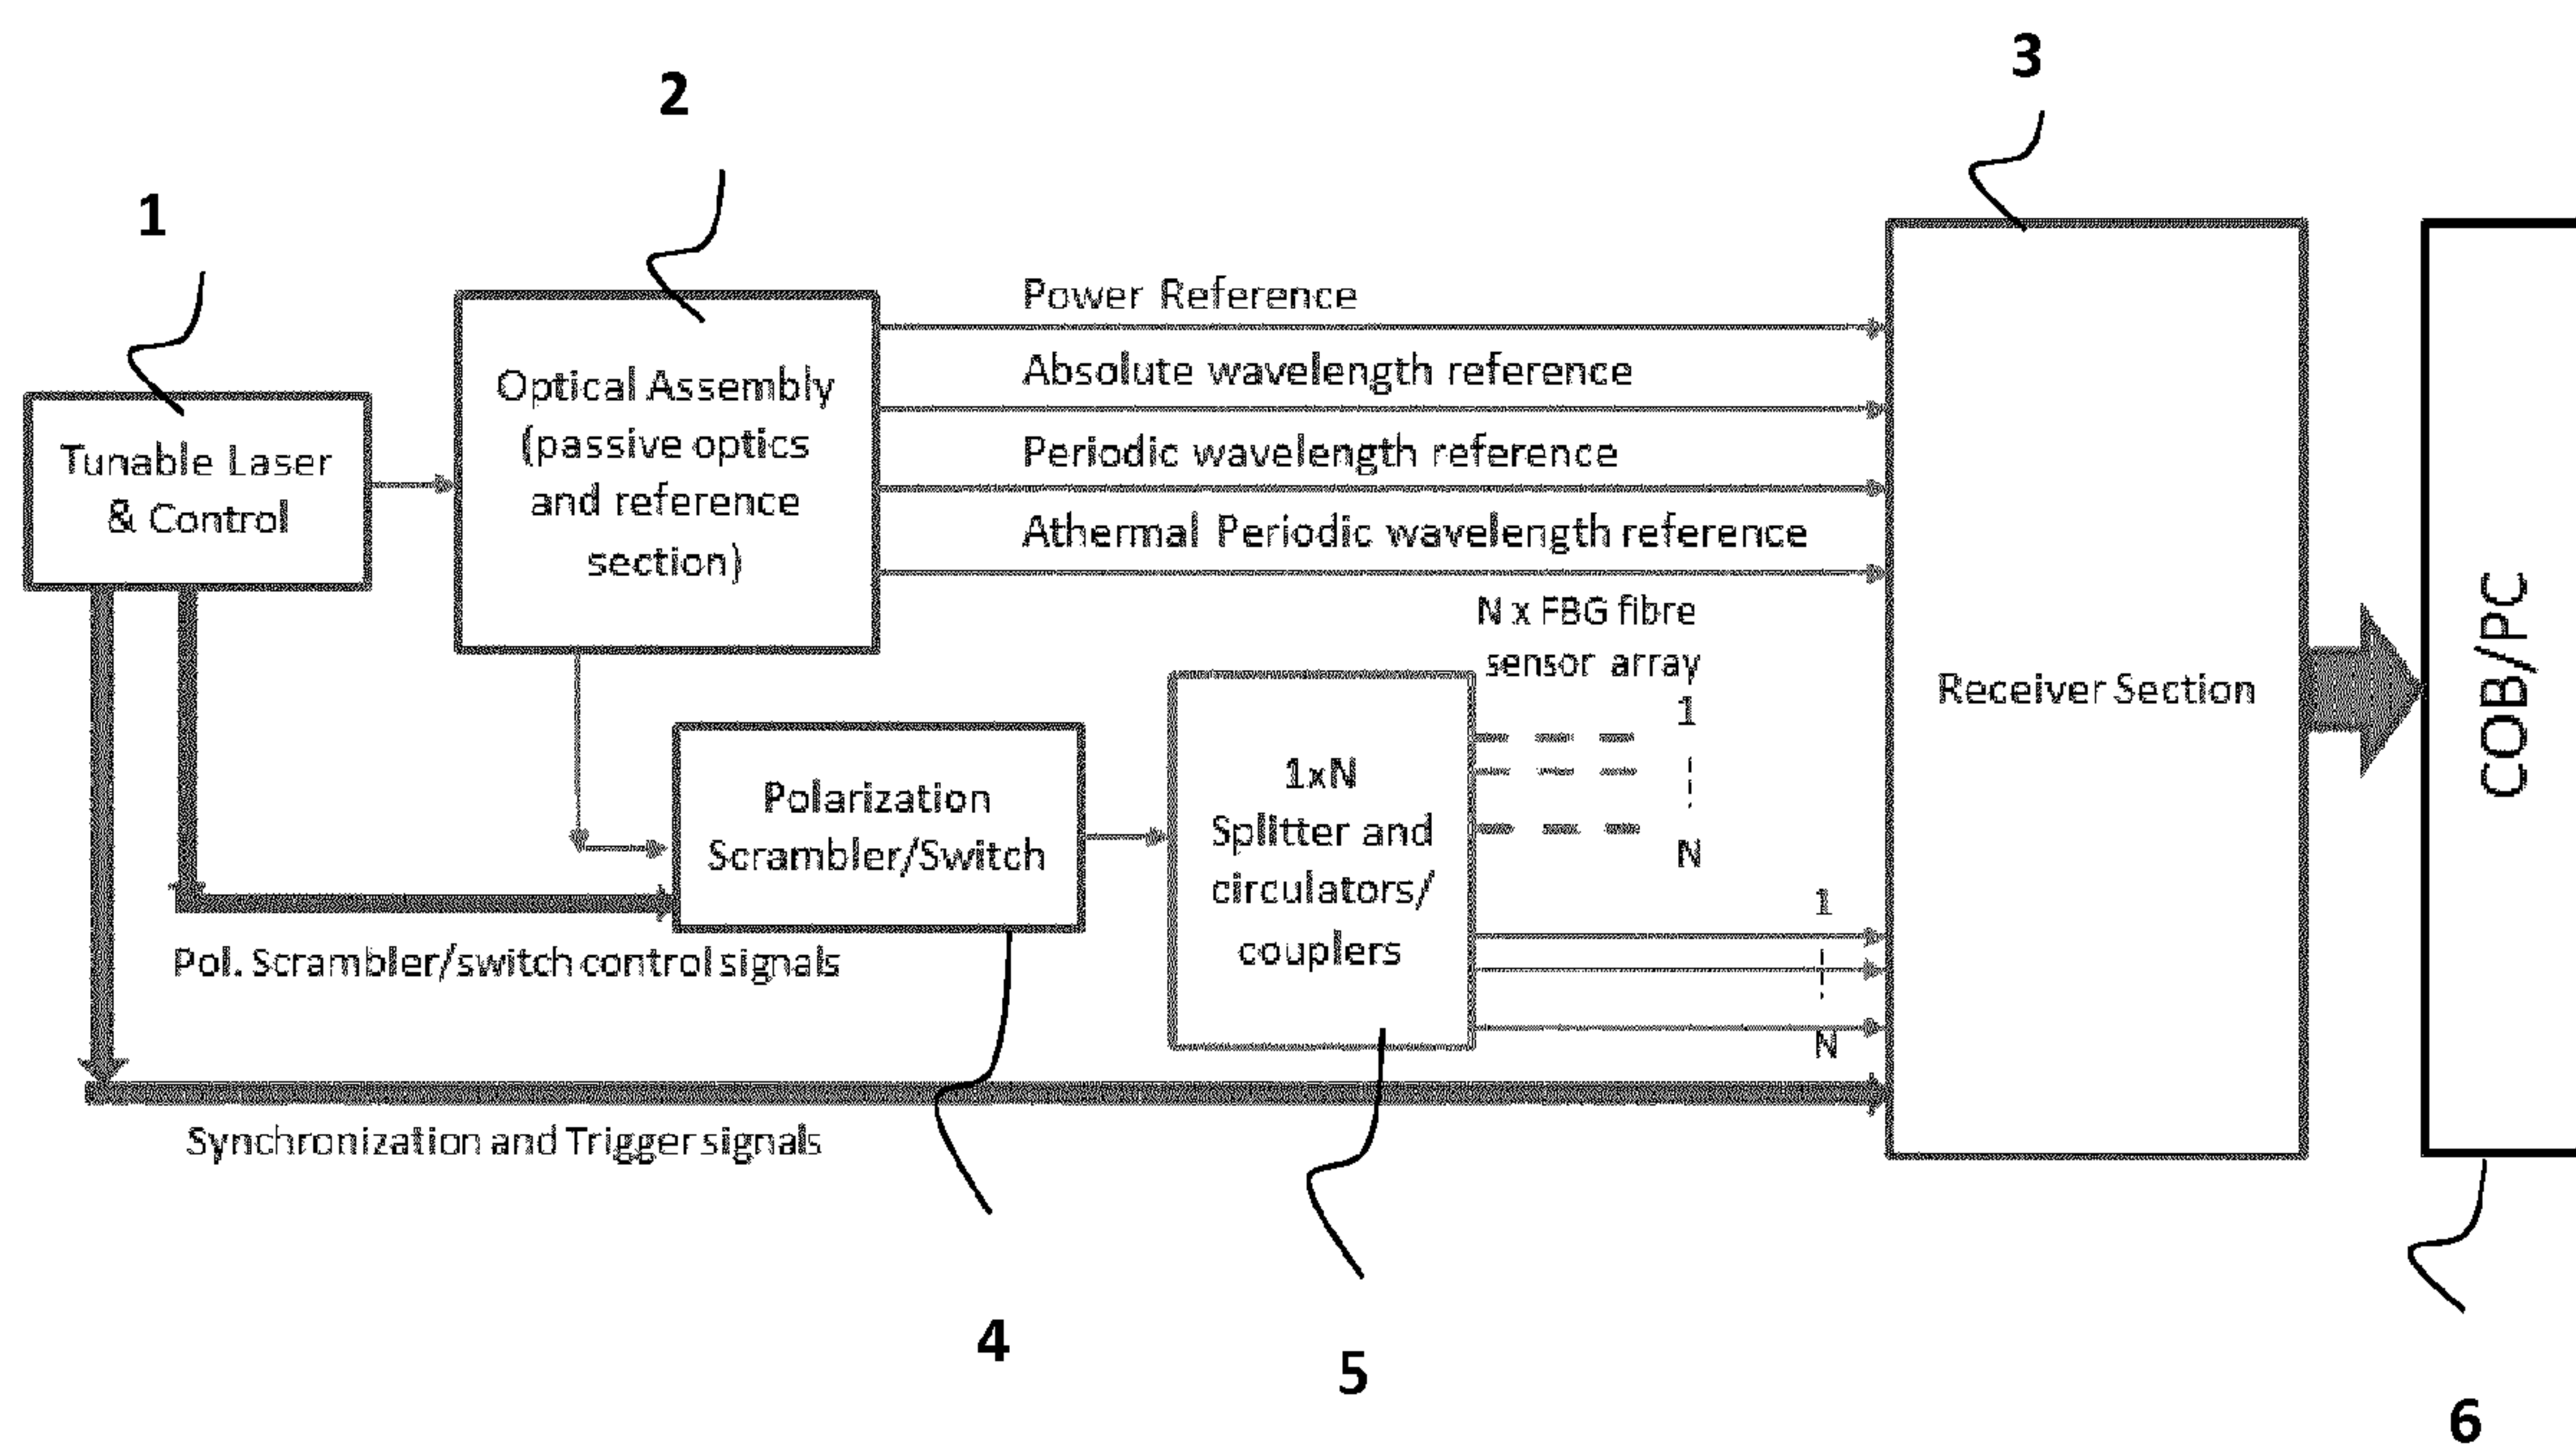 3
2
1
Power Reference
Absolute wavelength reference
Periodic wavelength reference
Athermal Periodic wavelength reference
Optical Assembly
(passive optics
and reference
section)
Tunable Laser
& Control
N x FBG fibre
sensor array
1
N
Receiver Section
COB/PC
Polarization
Scrambler/Switch
1xN
Splitter and
circulators/
couplers
1
N
Pol. Scrambler/switch control signals
Synchronization and Trigger signals
4
5
6